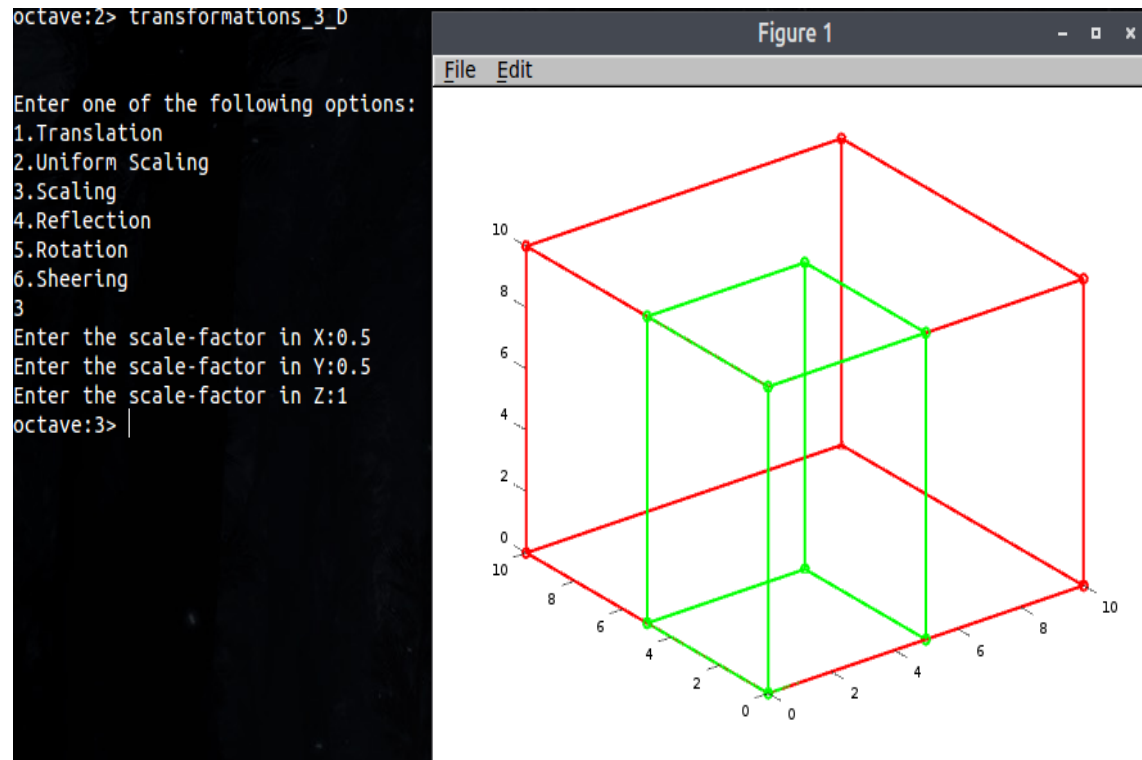 octave:2> transformations_3_D
Enter one of the following options:
1.Translation
2.Uniform Scaling
3.Scaling
4.Reflection
5.Rotation
6.Sheering
3
Enter the scale-factor in X:0.5
Enter the scale-factor in Y:0.5
Enter the scale-factor in Z:1
octave:3>
Figure 1
File Edit
10
8
6
4
2
0
10
8
6
4
2
0
0
2
4
6
8
10